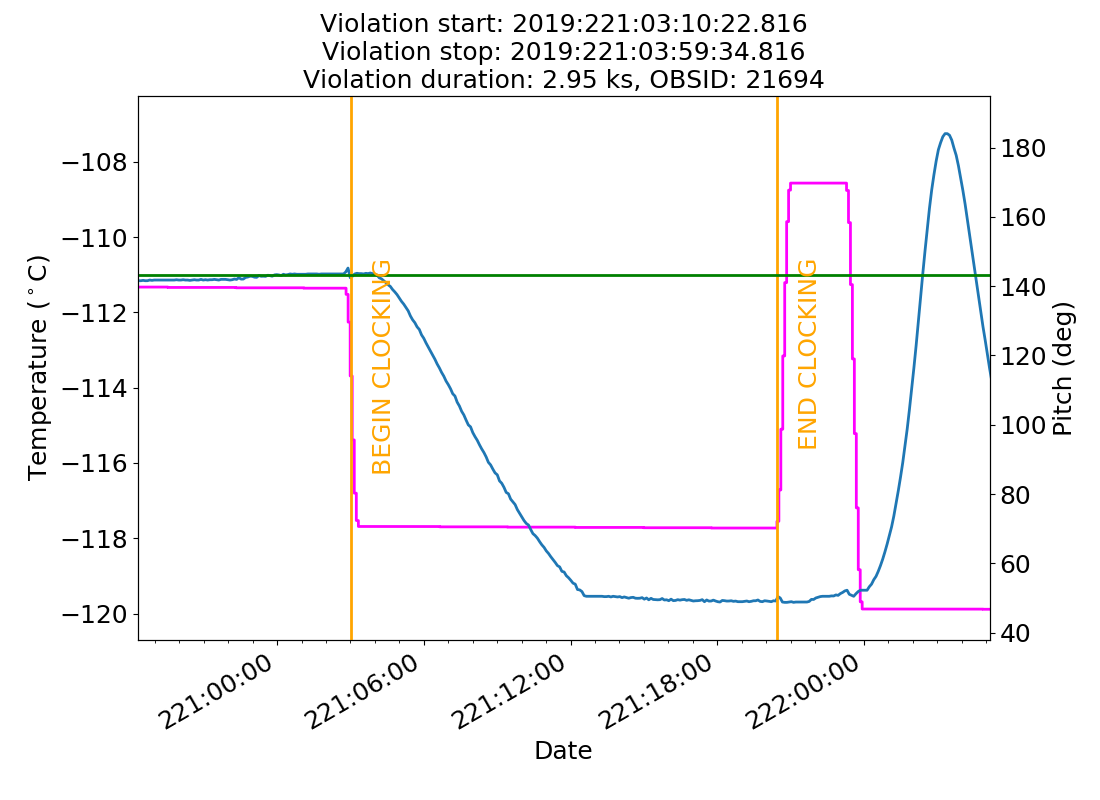 Violation start: 2019:221:03:10:22.816
Violation stop: 2019:221:03:59:34.816
Violation duration: 2.95 ks, OBSID: 21694
−108
−110
−112
−114
−116
−118
−120
Temperature (°C)
180
160
140
120
100
80
60
40
Pitch (deg)
BEGIN CLOCKING
END CLOCKING
221:00:00
221:06:00
221:12:00
221:18:00
222:00:00
Date